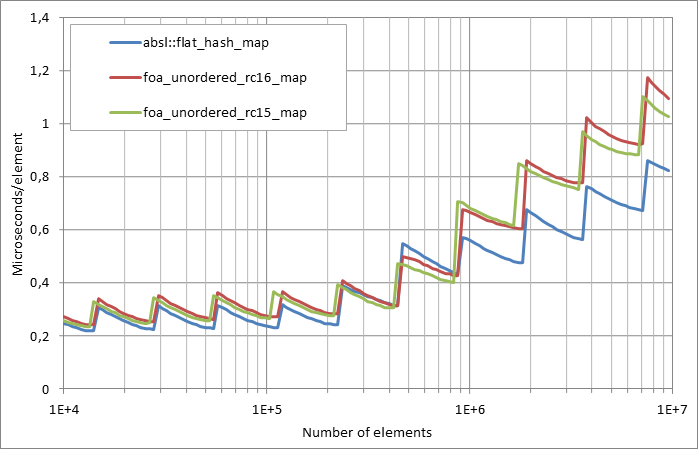 1,4
1,2
1
0,8
0,6
0,4
0,2
0
Microseconds/element
absl::flat_hash_map
foa_unordered_rc16_map
foa_unordered_rc15_map
1E+4
1E+5
1E+6
1E+7
Number of elements